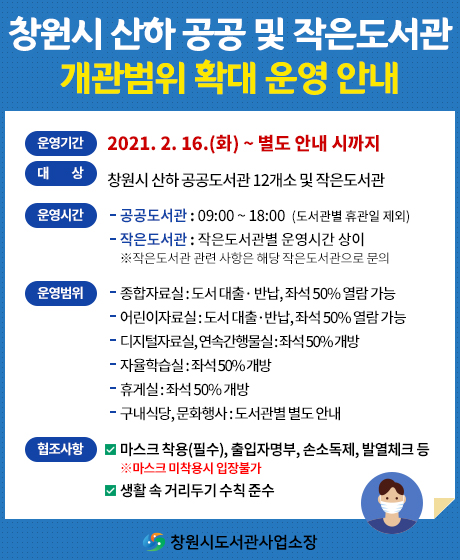 창원시 산하 공공 및 작은도서관
개관범위 확대 운영 안내
운영기간 2021. 2. 16.(화) ~ 별도 안내 시까지
대 상 창원시 산하 공공도서관 12개소 및 작은도서관
운영시간 - 공공도서관 : 09:00 ~ 18:00 (도서관별 휴관일 제외)
- 작은도서관 : 작은도서관별 운영시간 상이
※작은도서관 관련 사항은 해당 작은도서관으로 문의
운영범위 - 종합자료실 : 도서 대출·반납, 좌석 50% 열람 가능
- 어린이자료실 : 도서 대출·반납, 좌석 50% 열람 가능
- 디지털자료실, 연속간행물실 : 좌석 50% 개방
- 자율학습실 : 좌석 50% 개방
- 휴게실 : 좌석 50% 개방
- 구내식당, 문화행사 : 도서관별 별도 안내
협조사항 ☑ 마스크 착용(필수), 출입자명부, 손소독제, 발열체크 등
※마스크 미착용시 입장불가
☑ 생활 속 거리두기 수칙 준수
창원시도서관사업소장